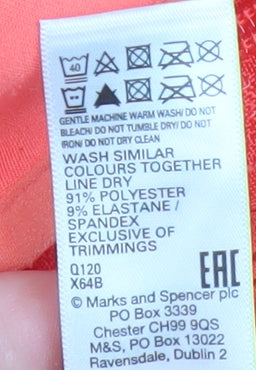 40
GENTLE MACHINE WARM WASH/ DO NOT
BLEACH/ DO NOT TUMBLE DRY/ DO NOT
IRON/ DO NOT DRY CLEAN
WASH SIMILAR
COLOURS TOGETHER
LINE DRY
91% POLYESTER
9% ELASTANE /
SPANDEX
EXCLUSIVE OF
TRIMMINGS
Q120
X64B
EAC
© Marks and Spencer plc
PO Box 3339
Chester CH99 9QS
M&S, PO Box 13022
Ravensdale, Dublin 2